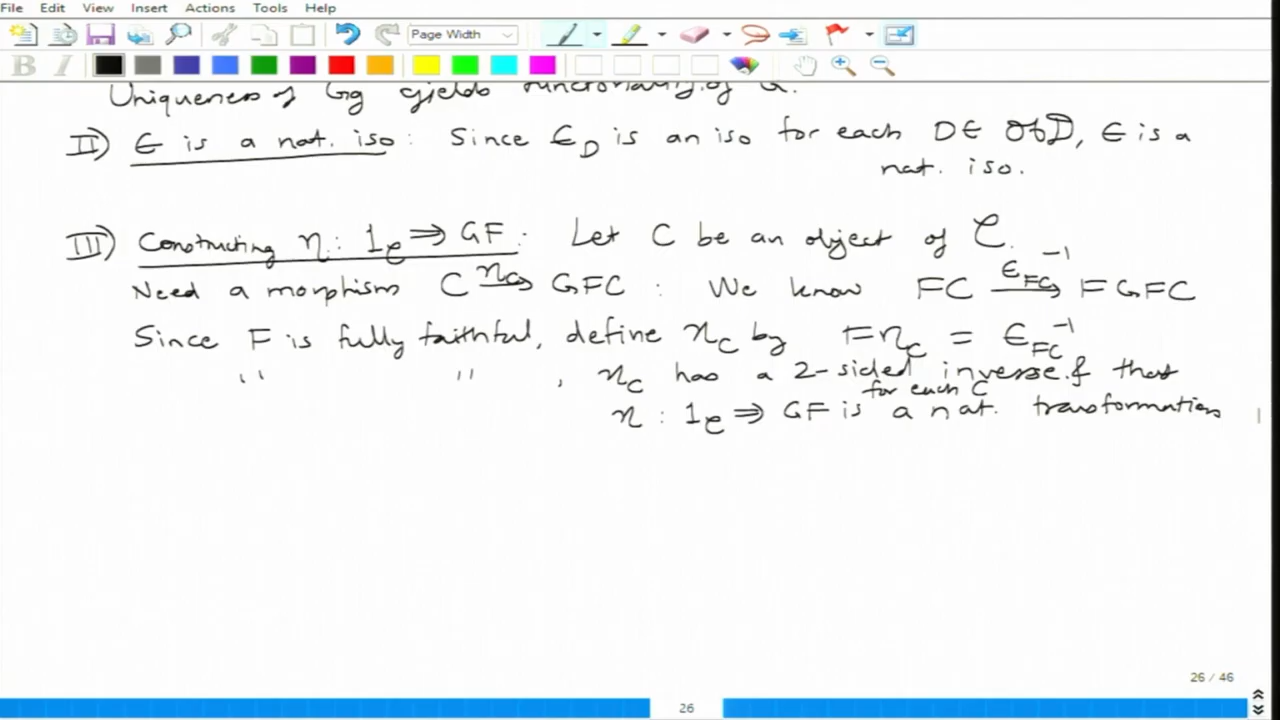 File Edit View Insert Actions Tools Help
Page Width
B I
Uniqueness of Gg yields functoriality of G.
II) ϵ is a nat. iso: Since ϵ_D is an iso for each D ∈ Ob D, ϵ is a
nat. iso.
III) Constructing η : 1_C ⇒ GF : Let C be an object of C.
Need a morphism C --η_C--> GFC : We know FC --ϵ_FC^-1--> FGFC
Since F is fully faithful, define η_C by Fη_C = ϵ_FC^-1
" " , η_C has a 2-sided inverse & that
for each C
η : 1_C ⇒ GF is a nat. transformation
26 / 46
26